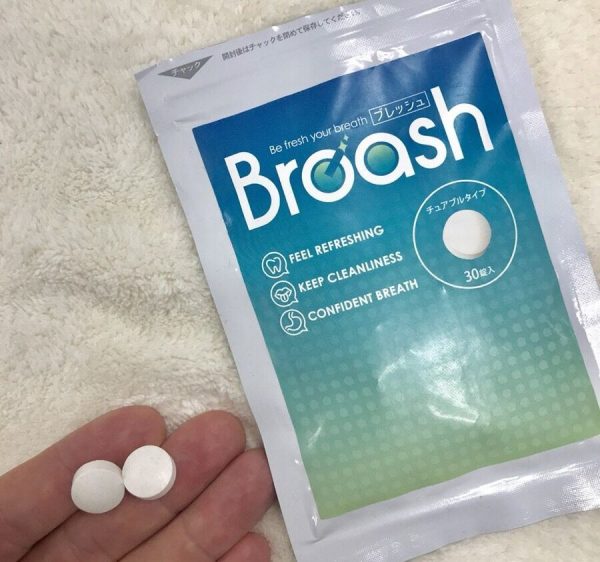 チャック
開封後はチャックを閉めて保存してください。
Be fresh your breath ブレッシュ
Broash
FEEL REFRESHING
KEEP CLEANLINESS
CONFIDENT BREATH
チュアブルタイプ
30錠入